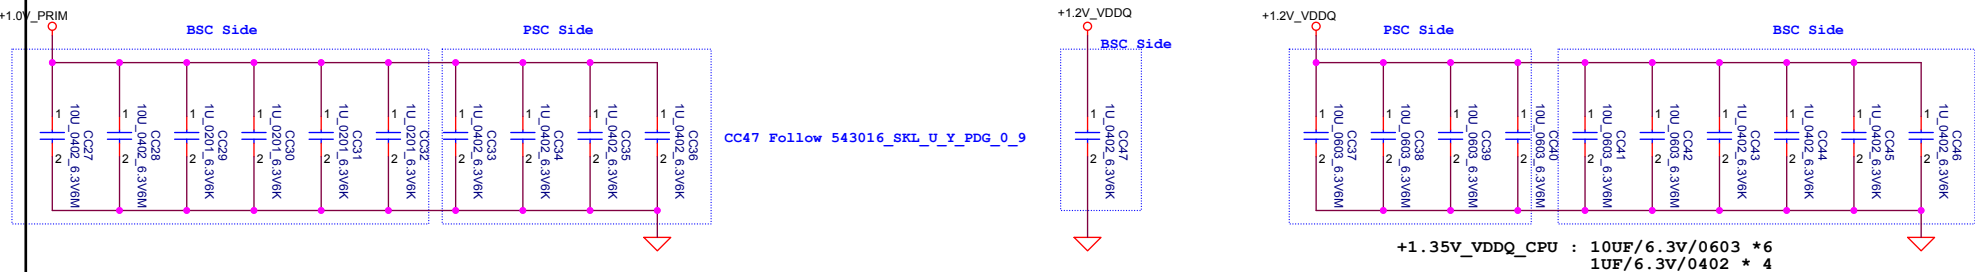 +1.0V_PRIM
BSC Side
PSC Side
1
2
CC27
10U_0402_6.3V6M
1
2
CC28
10U_0402_6.3V6M
1
2
CC29
1U_0201_6.3V6K
1
2
CC30
1U_0201_6.3V6K
1
2
CC31
1U_0201_6.3V6K
1
2
CC32
1U_0201_6.3V6K
1
2
CC33
1U_0402_6.3V6K
1
2
CC34
1U_0402_6.3V6K
1
2
CC35
1U_0402_6.3V6K
1
2
CC36
1U_0402_6.3V6K
CC47 Follow 543016_SKL_U_Y_PDG_0_9
+1.2V_VDDQ
BSC Side
1
2
CC47
1U_0402_6.3V6K
+1.2V_VDDQ
PSC Side
BSC Side
1
2
CC37
10U_0603_6.3V6M
1
2
CC38
10U_0603_6.3V6M
1
2
CC39
10U_0603_6.3V6M
1
2
CC40
10U_0603_6.3V6M
1
2
CC41
10U_0603_6.3V6M
1
2
CC42
10U_0603_6.3V6M
1
2
CC43
1U_0402_6.3V6K
1
2
CC44
1U_0402_6.3V6K
1
2
CC45
1U_0402_6.3V6K
1
2
CC46
1U_0402_6.3V6K
+1.35V_VDDQ_CPU : 10UF/6.3V/0603 *6
1UF/6.3V/0402 * 4